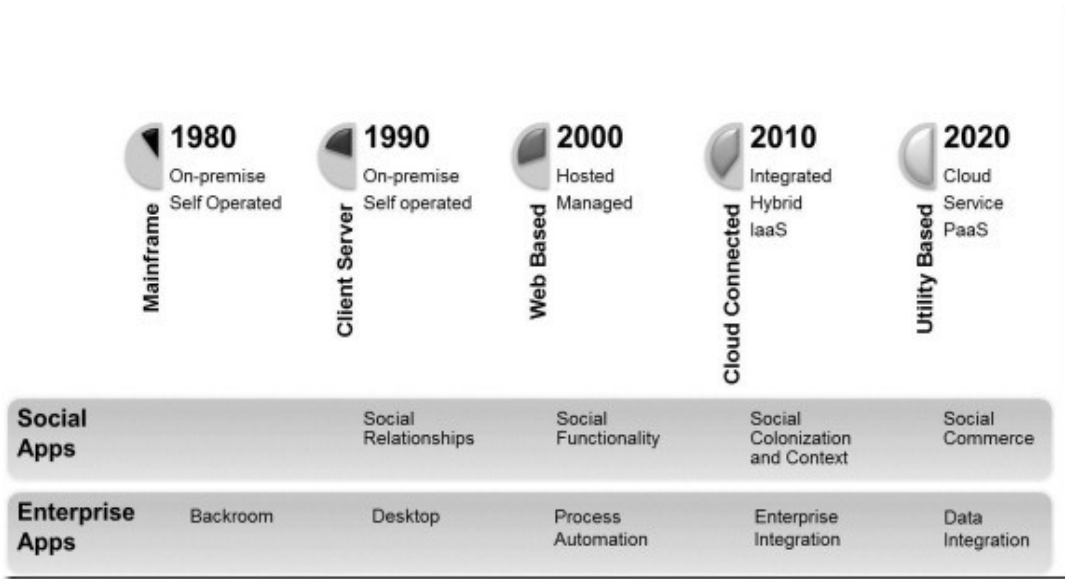 1980
On-premise
Self Operated
Mainframe
1990
On-premise
Self operated
Client Server
2000
Hosted
Managed
Web Based
2010
Integrated
Hybrid
IaaS
Cloud Connected
2020
Cloud
Service
PaaS
Utility Based
Social
Apps
Social
Relationships
Social
Functionality
Social
Colonization
and Context
Social
Commerce
Enterprise
Apps
Backroom
Desktop
Process
Automation
Enterprise
Integration
Data
Integration